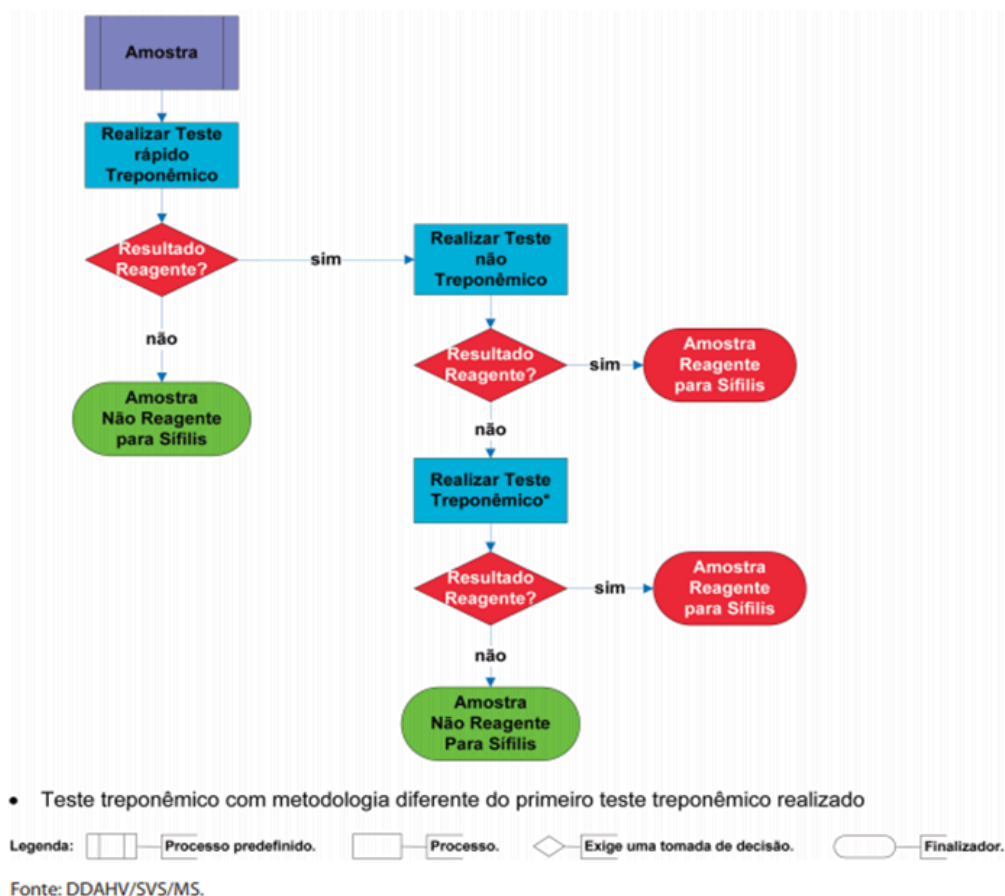 Amostra
Realizar Teste
rápido
Treponêmico
Resultado
Reagente?
sim
não
Amostra
Não Reagente
para Sífilis
Realizar Teste
não
Treponêmico
Resultado
Reagente?
sim
Amostra
Reagente
para Sífilis
não
Realizar Teste
Treponêmico*
Resultado
Reagente?
sim
Amostra
Reagente
para Sífilis
não
Amostra
Não Reagente
Para Sífilis
• Teste treponêmico com metodologia diferente do primeiro teste treponêmico realizado
Legenda: Processo predefinido. Processo. Exige uma tomada de decisão. Finalizador.
Fonte: DDAHV/SVS/MS.